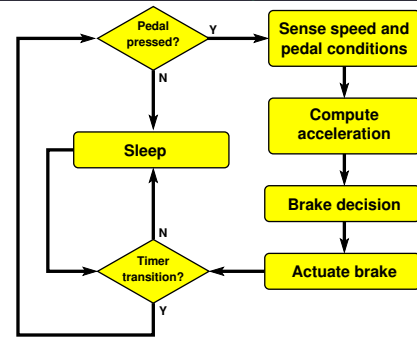 Pedal
pressed?
Y
N
Sense speed and
pedal conditions
Compute
acceleration
Sleep
Brake decision
N
Timer
transition?
Y
Actuate brake